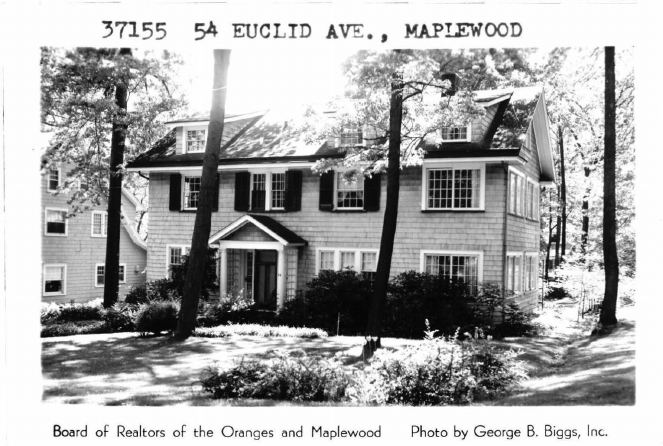 37155 54 EUCLID AVE., MAPLEWOOD
Board of Realtors of the Oranges and Maplewood Photo by George B. Biggs, Inc.